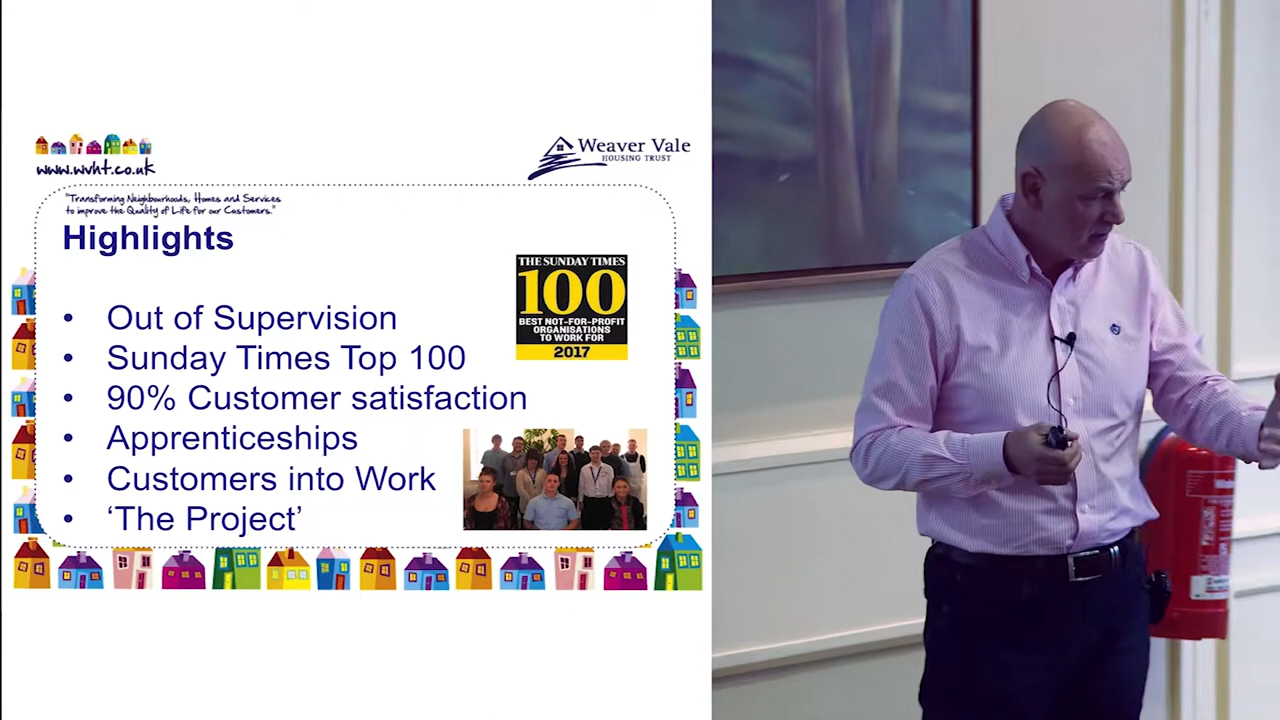 www.wvht.co.uk
Weaver Vale
HOUSING TRUST
"Transforming Neighbourhoods, Homes and Services
to improve the Quality of Life for our Customers."
Highlights
• Out of Supervision
• Sunday Times Top 100
• 90% Customer satisfaction
• Apprenticeships
• Customers into Work
• ‘The Project’
THE SUNDAY TIMES
100
BEST NOT-FOR-PROFIT
ORGANISATIONS
TO WORK FOR
2017